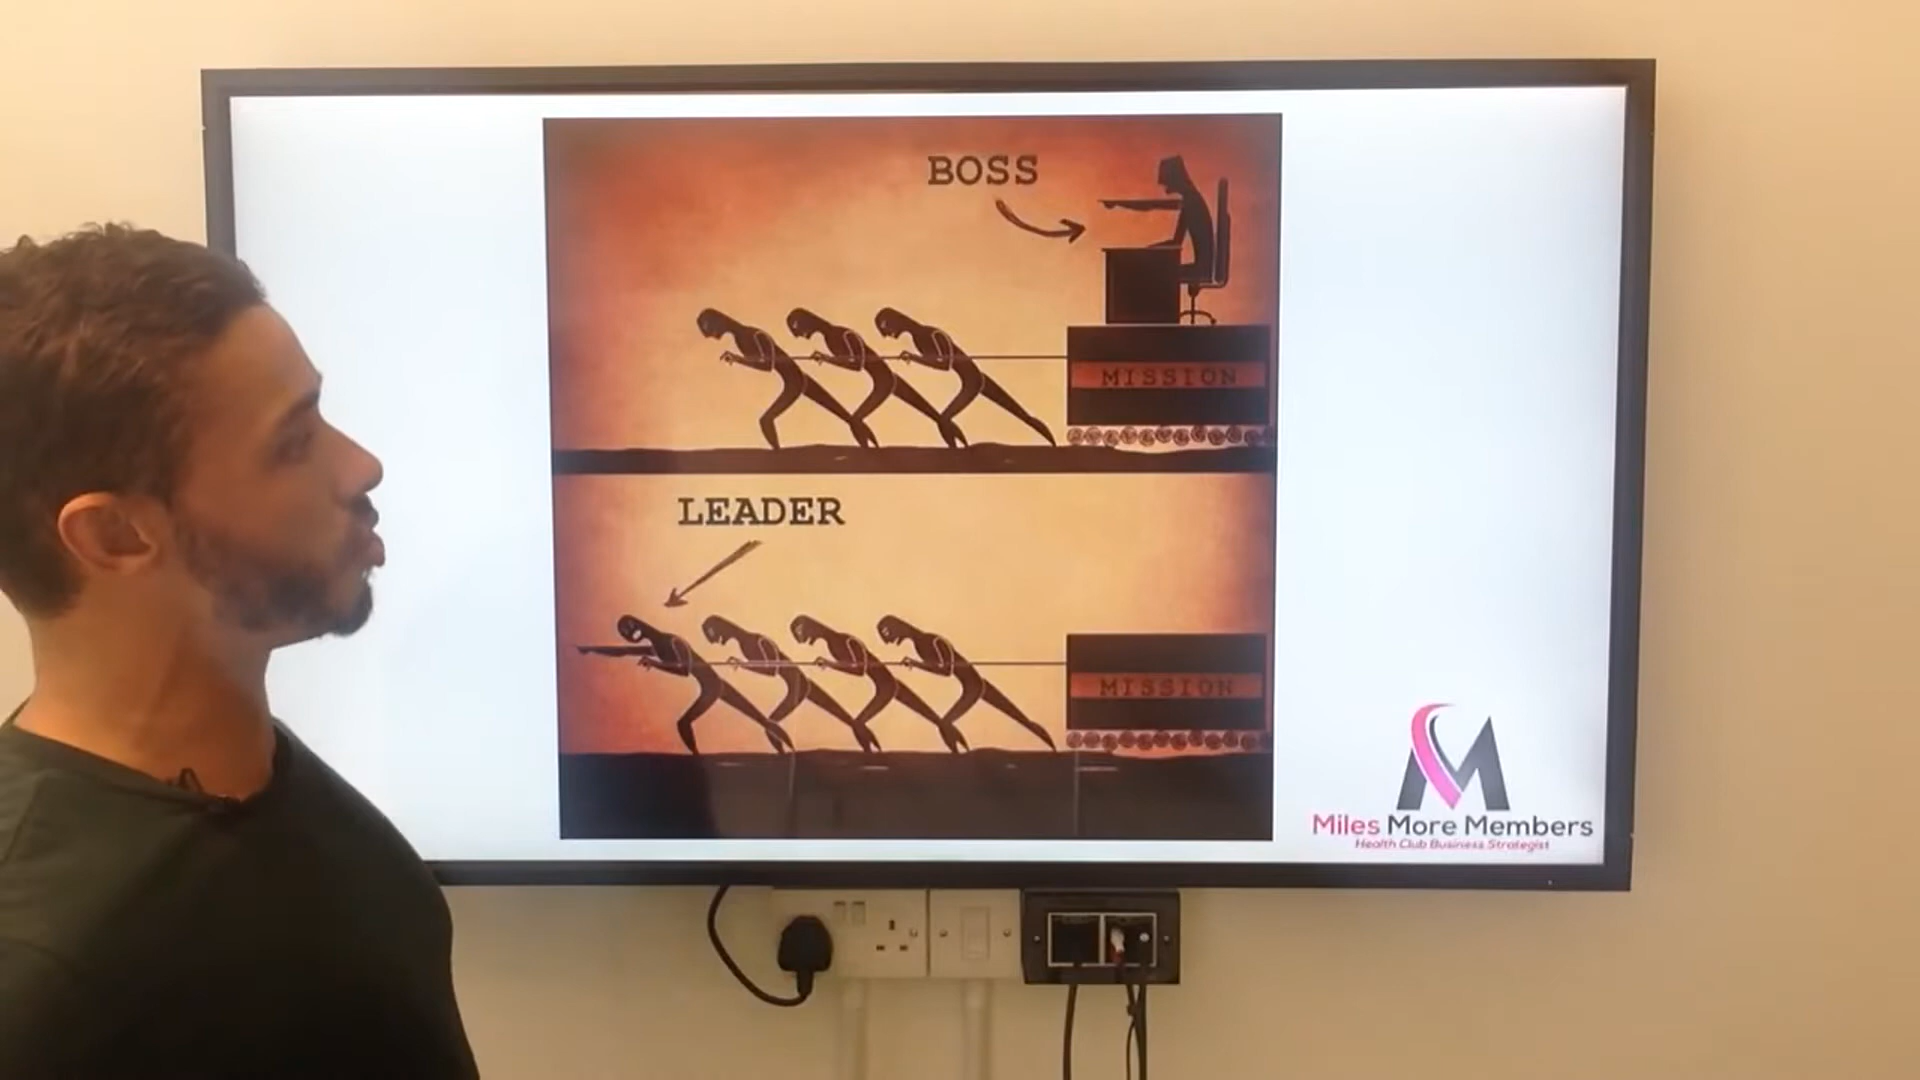 BOSS
MISSION
LEADER
MISSION
Miles More Members
Health Club Business Strategist